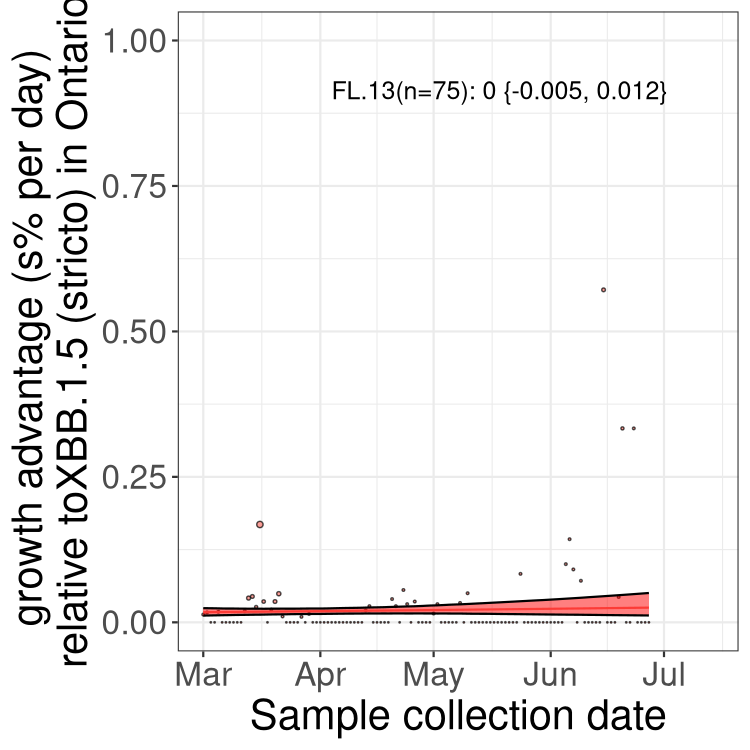 growth advantage (s% per day)
relative toXBB.1.5 (stricto) in Ontario
1.00
0.75
0.50
0.25
0.00
FL.13(n=75): 0 {-0.005, 0.012}
Mar Apr May Jun Jul
Sample collection date